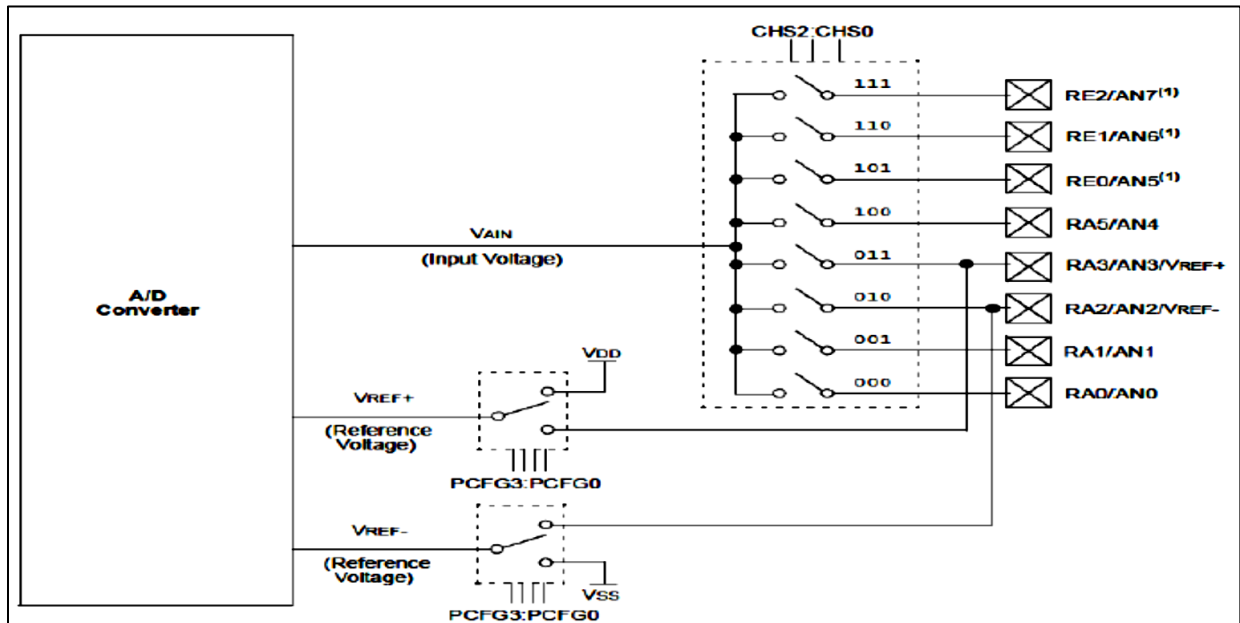 CHS2:CHS0
111
RE2/AN7(1)
110
RE1/AN6(1)
101
RE0/AN5(1)
100
RA5/AN4
VAIN
(Input Voltage)
011
RA3/AN3/VREF+
A/D
Converter
010
RA2/AN2/VREF-
001
RA1/AN1
VDD
000
RA0/AN0
VREF+
(Reference
Voltage)
PCFG3:PCFG0
VREF-
(Reference
Voltage)
VSS
PCFG3:PCFG0